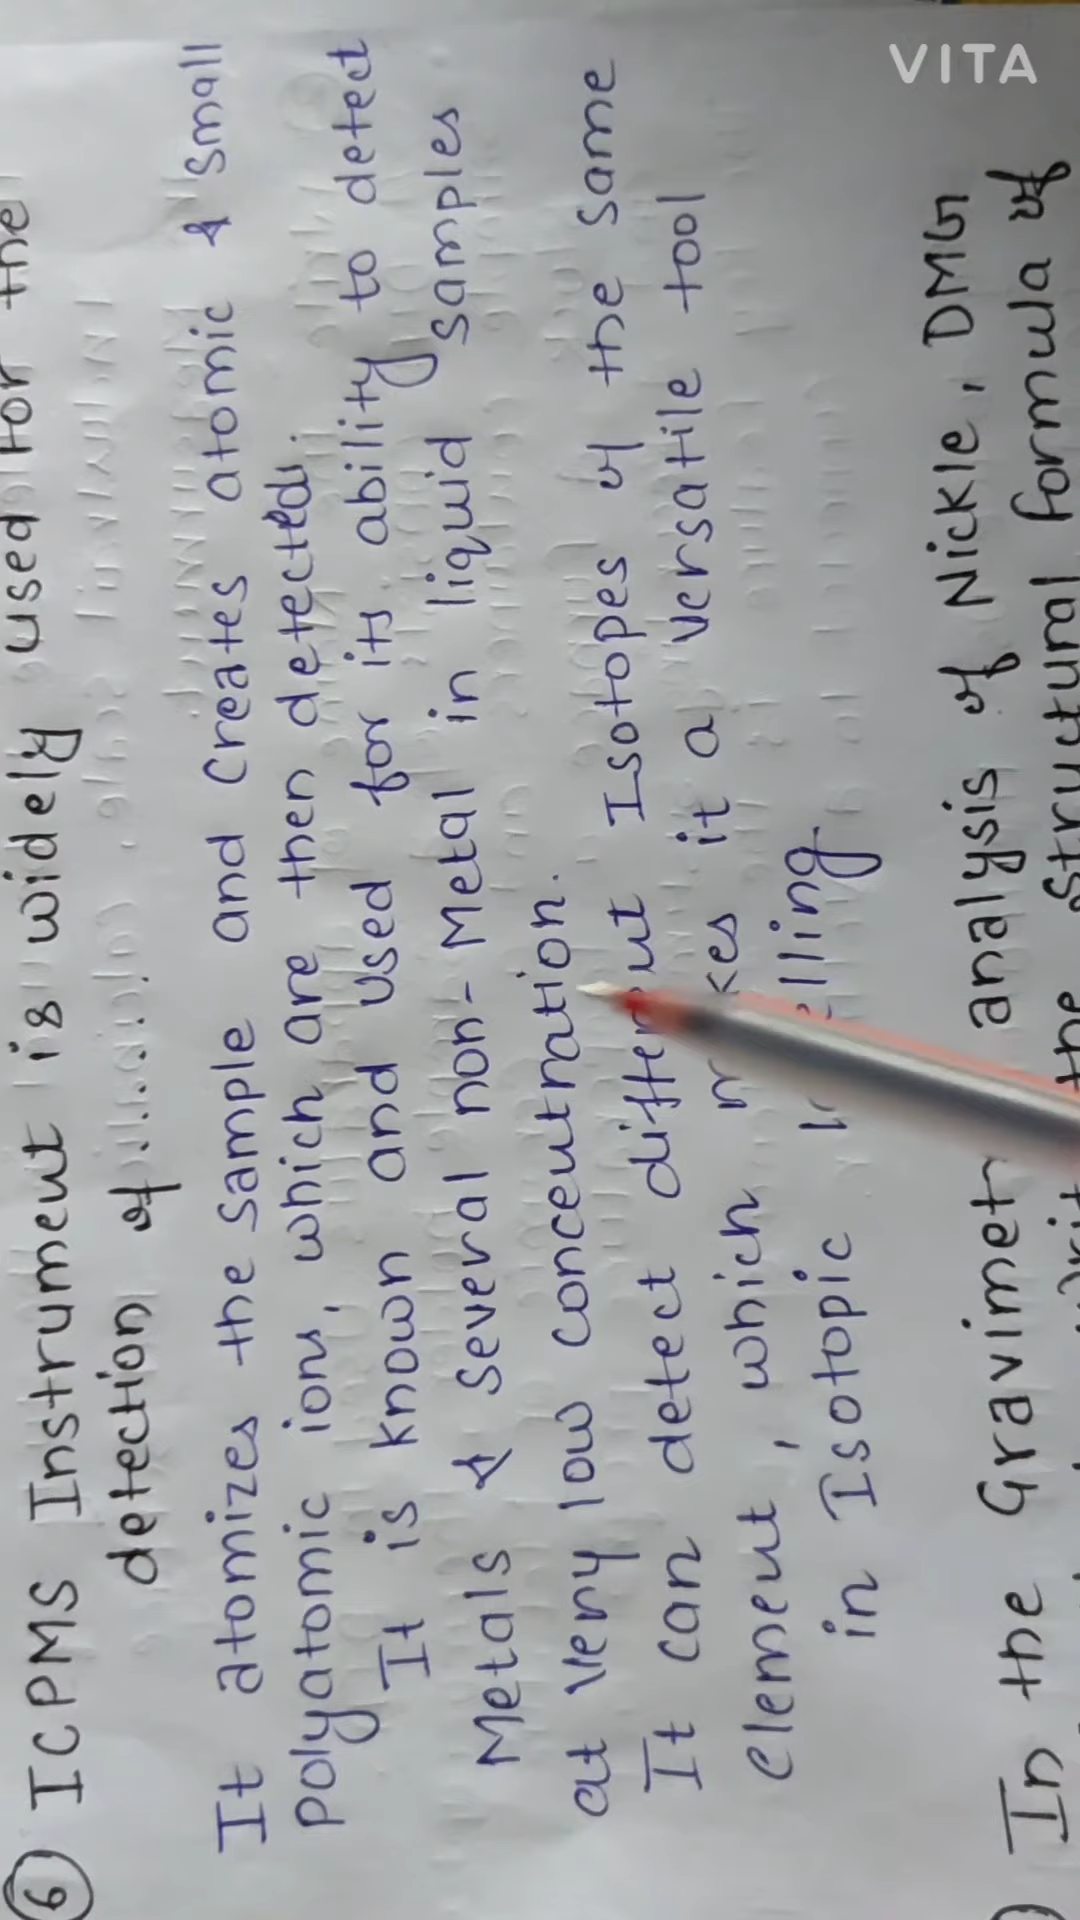 VITA
6 ICPMS Instrument is widely used for the
detection of ........
It atomizes the sample and creates atomic & small
polyatomic ions, which are then detected.
It is known and used for its ability to detect
Metals & several non-Metal in liquid samples
at very low concentration.
It can detect different Isotopes of the same
element, which makes it a versatile tool
in Isotopic
In the Gravimetric analysis of Nickle, DMG
the structural formula of